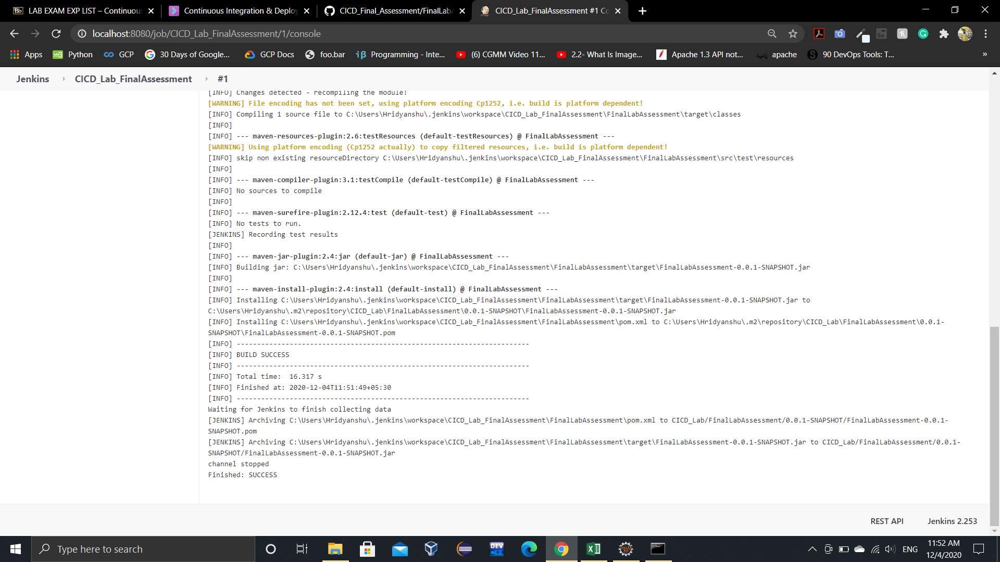 LAB EXAM EXP LIST – Continuous
Continuous Integration & Deploy
CICD_Final_Assessment/FinalLab
CICD_Lab_FinalAssessment #1 Co
localhost:8080/job/CICD_Lab_FinalAssessment/1/console
Apps
Python
GCP
30 Days of Google...
GCP Docs
foo.bar
Programming - Inte...
(6) CGMM Video 11...
2.2- What Is Image...
Apache 1.3 API not...
apache
90 DevOps Tools: T...
»
Jenkins
CICD_Lab_FinalAssessment
#1
[INFO] Changes detected - recompiling the module!
[WARNING] File encoding has not been set, using platform encoding Cp1252, i.e. build is platform dependent!
[INFO] Compiling 1 source file to C:\Users\Hridyanshu\.jenkins\workspace\CICD_Lab_FinalAssessment\FinalLabAssessment\target\classes
[INFO]
[INFO] --- maven-resources-plugin:2.6:testResources (default-testResources) @ FinalLabAssessment ---
[WARNING] Using platform encoding (Cp1252 actually) to copy filtered resources, i.e. build is platform dependent!
[INFO] skip non existing resourceDirectory C:\Users\Hridyanshu\.jenkins\workspace\CICD_Lab_FinalAssessment\FinalLabAssessment\src\test\resources
[INFO]
[INFO] --- maven-compiler-plugin:3.1:testCompile (default-testCompile) @ FinalLabAssessment ---
[INFO] No sources to compile
[INFO]
[INFO] --- maven-surefire-plugin:2.12.4:test (default-test) @ FinalLabAssessment ---
[INFO] No tests to run.
[JENKINS] Recording test results
[INFO]
[INFO] --- maven-jar-plugin:2.4:jar (default-jar) @ FinalLabAssessment ---
[INFO] Building jar: C:\Users\Hridyanshu\.jenkins\workspace\CICD_Lab_FinalAssessment\FinalLabAssessment\target\FinalLabAssessment-0.0.1-SNAPSHOT.jar
[INFO]
[INFO] --- maven-install-plugin:2.4:install (default-install) @ FinalLabAssessment ---
[INFO] Installing C:\Users\Hridyanshu\.jenkins\workspace\CICD_Lab_FinalAssessment\FinalLabAssessment\target\FinalLabAssessment-0.0.1-SNAPSHOT.jar to
C:\Users\Hridyanshu\.m2\repository\CICD_Lab\FinalLabAssessment\0.0.1-SNAPSHOT\FinalLabAssessment-0.0.1-SNAPSHOT.jar
[INFO] Installing C:\Users\Hridyanshu\.jenkins\workspace\CICD_Lab_FinalAssessment\FinalLabAssessment\pom.xml to C:\Users\Hridyanshu\.m2\repository\CICD_Lab\FinalLabAssessment\0.0.1-
SNAPSHOT\FinalLabAssessment-0.0.1-SNAPSHOT.pom
[INFO] ------------------------------------------------------------------------
[INFO] BUILD SUCCESS
[INFO] ------------------------------------------------------------------------
[INFO] Total time:  16.317 s
[INFO] Finished at: 2020-12-04T11:51:49+05:30
[INFO] ------------------------------------------------------------------------
Waiting for Jenkins to finish collecting data
[JENKINS] Archiving C:\Users\Hridyanshu\.jenkins\workspace\CICD_Lab_FinalAssessment\FinalLabAssessment\pom.xml to CICD_Lab/FinalLabAssessment/0.0.1-SNAPSHOT/FinalLabAssessment-0.0.1-
SNAPSHOT.pom
[JENKINS] Archiving C:\Users\Hridyanshu\.jenkins\workspace\CICD_Lab_FinalAssessment\FinalLabAssessment\target\FinalLabAssessment-0.0.1-SNAPSHOT.jar to CICD_Lab/FinalLabAssessment/0.0.1-
SNAPSHOT/FinalLabAssessment-0.0.1-SNAPSHOT.jar
channel stopped
Finished: SUCCESS
REST API
Jenkins 2.253
Type here to search
DEV
ENG
11:52 AM
12/4/2020